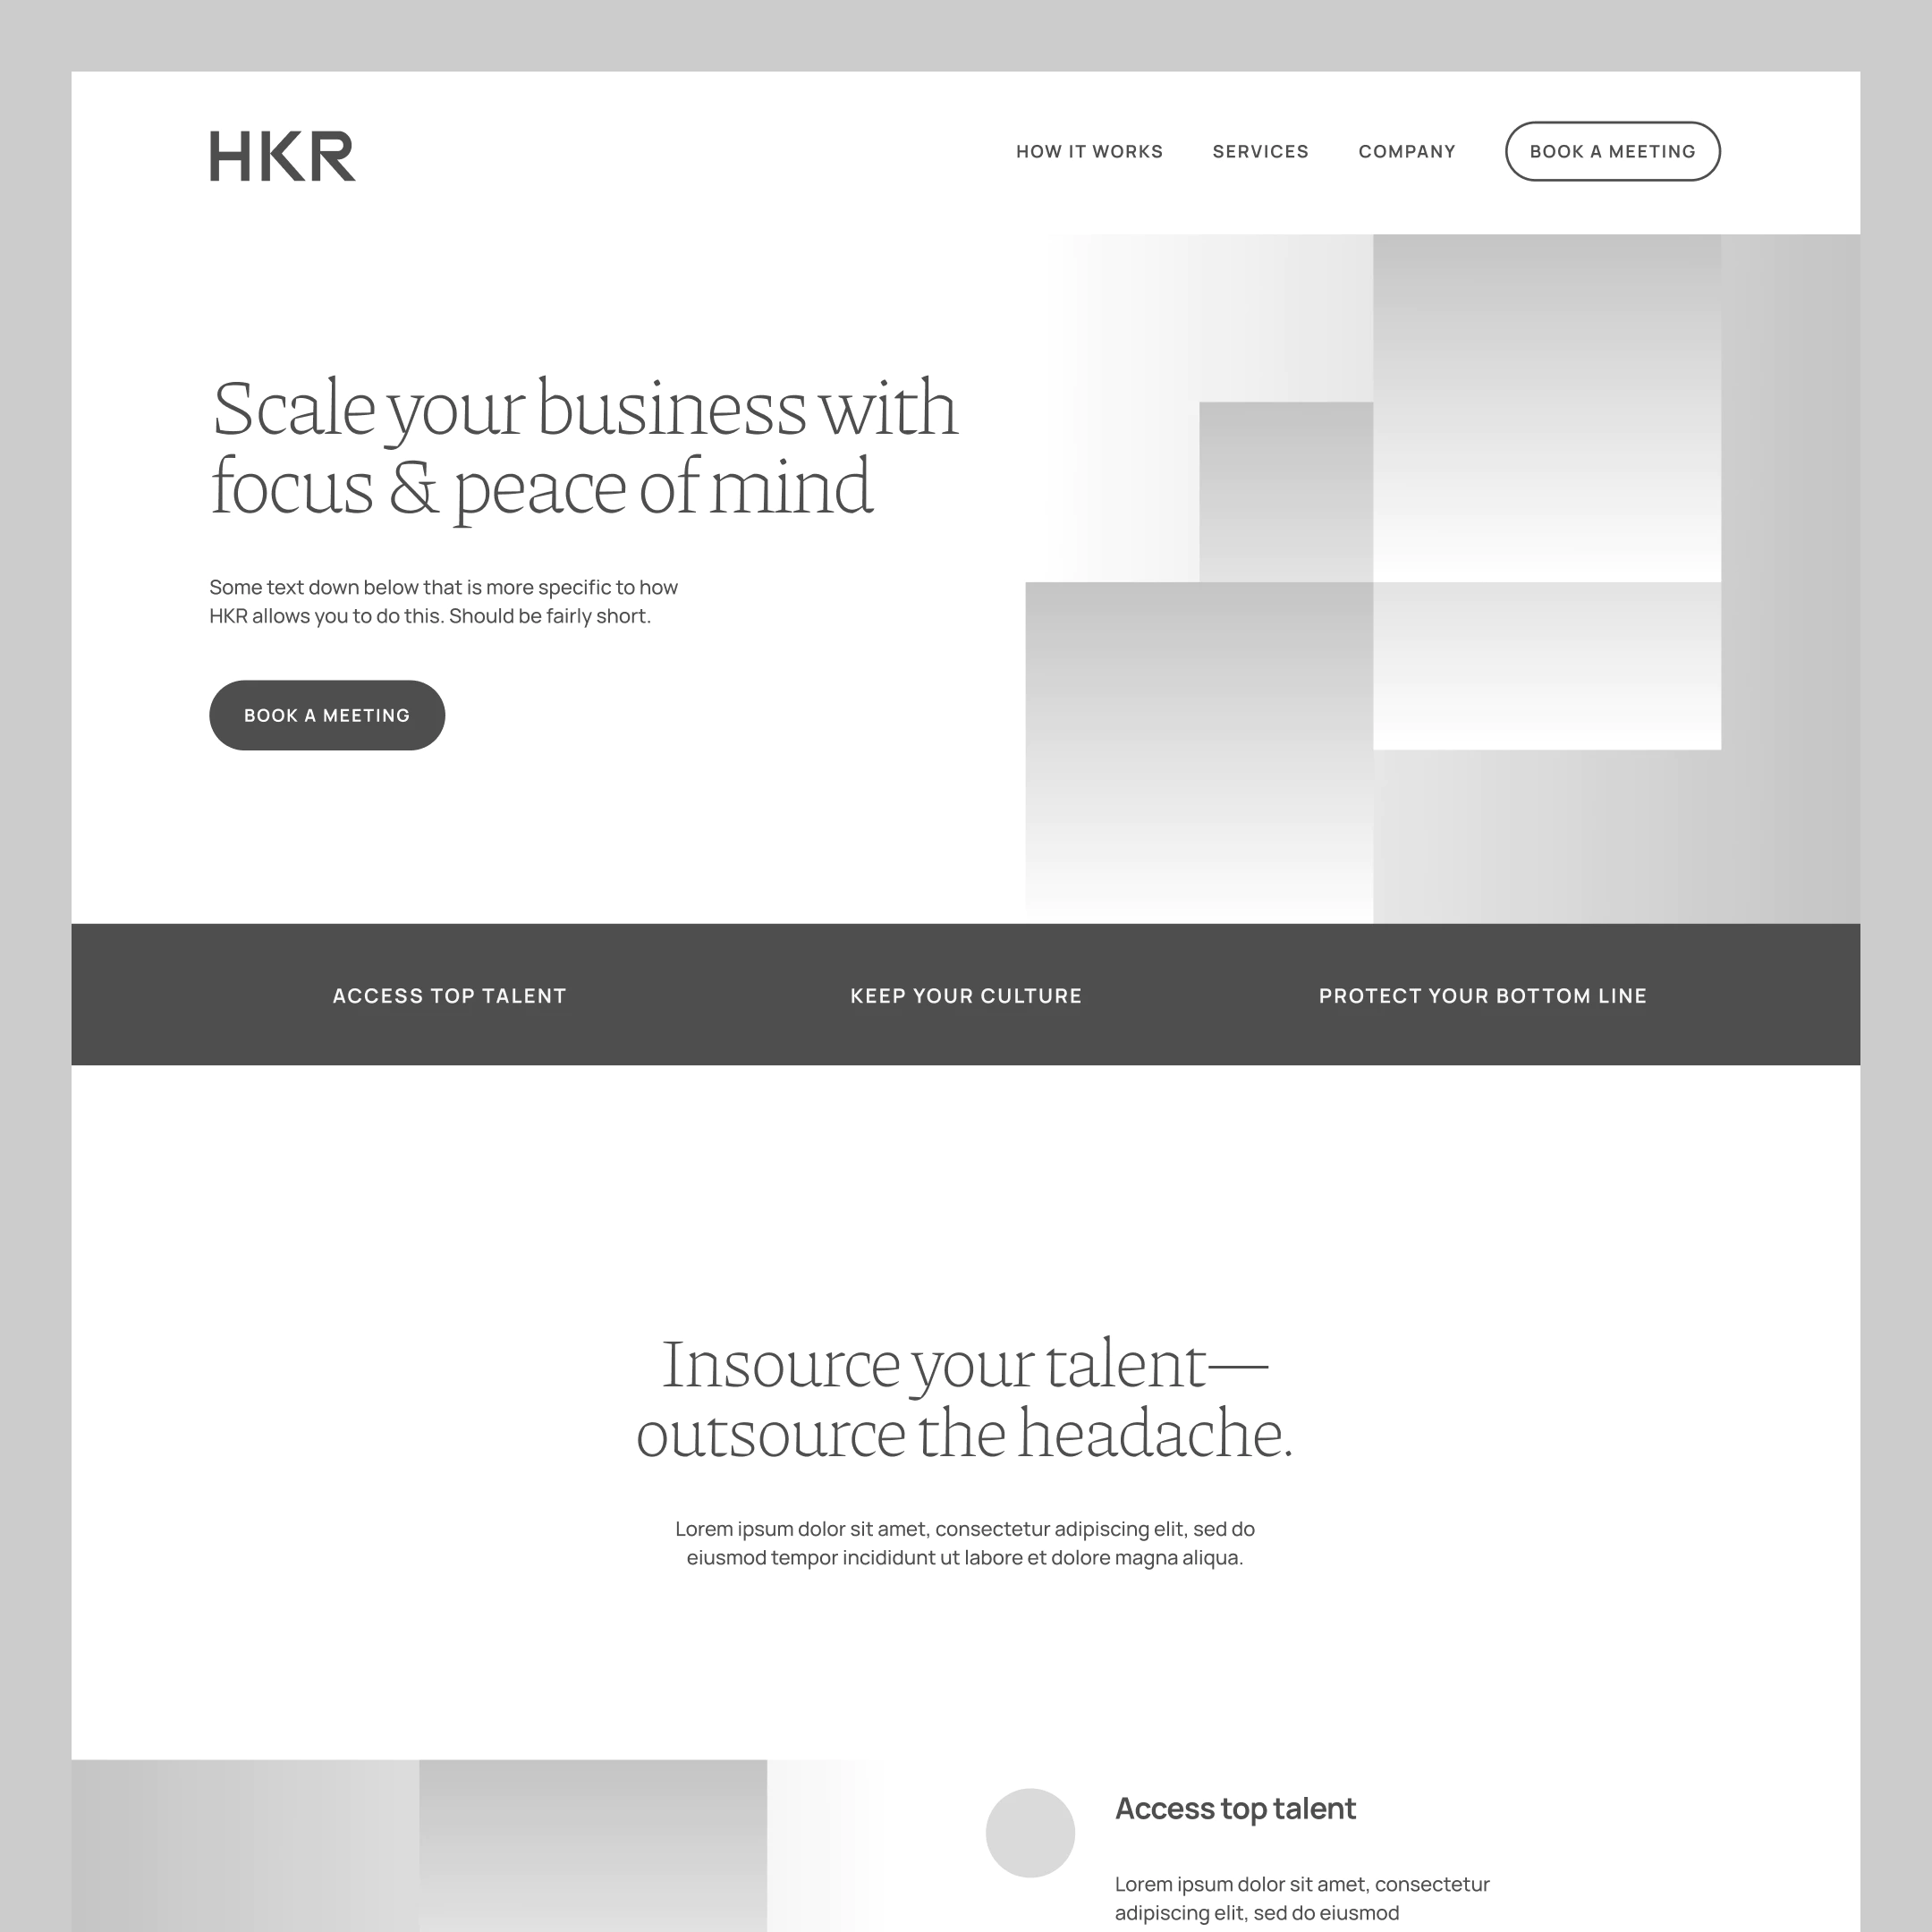 HKR
HOW IT WORKS
SERVICES
COMPANY
BOOK A MEETING
Scale your business with
focus & peace of mind
Some text down below that is more specific to how
HKR allows you to do this. Should be fairly short.
BOOK A MEETING
ACCESS TOP TALENT
KEEP YOUR CULTURE
PROTECT YOUR BOTTOM LINE
Insource your talent—
outsource the headache.
Lorem ipsum dolor sit amet, consectetur adipiscing elit, sed do
eiusmod tempor incididunt ut labore et dolore magna aliqua.
Access top talent
Lorem ipsum dolor sit amet, consectetur
adipiscing elit, sed do eiusmod